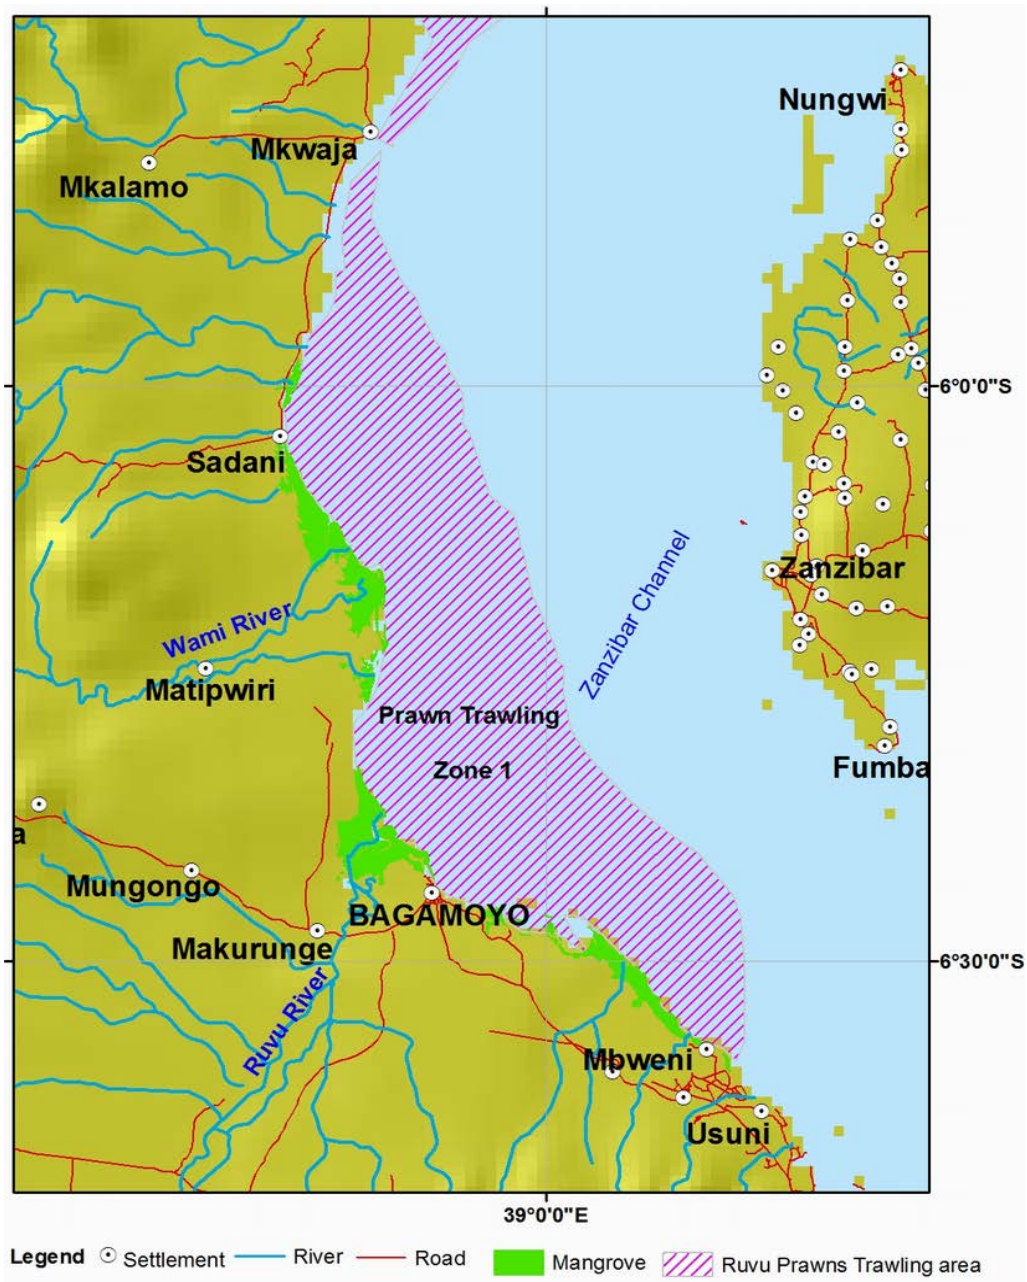 Nungwi
Mkwaja
Mkalamo
6°0'0"S
Sadani
Zanzibar
Zanzibar Channel
Wami River
Matipwiri
Prawn Trawling
Zone 1
Fumba
a
Mungongo
BAGAMOYO
Makurunge
6°30'0"S
Ruvu River
Mbweni
Usuni
39°0'0"E
Legend Settlement River Road Mangrove Ruvu Prawns Trawling area